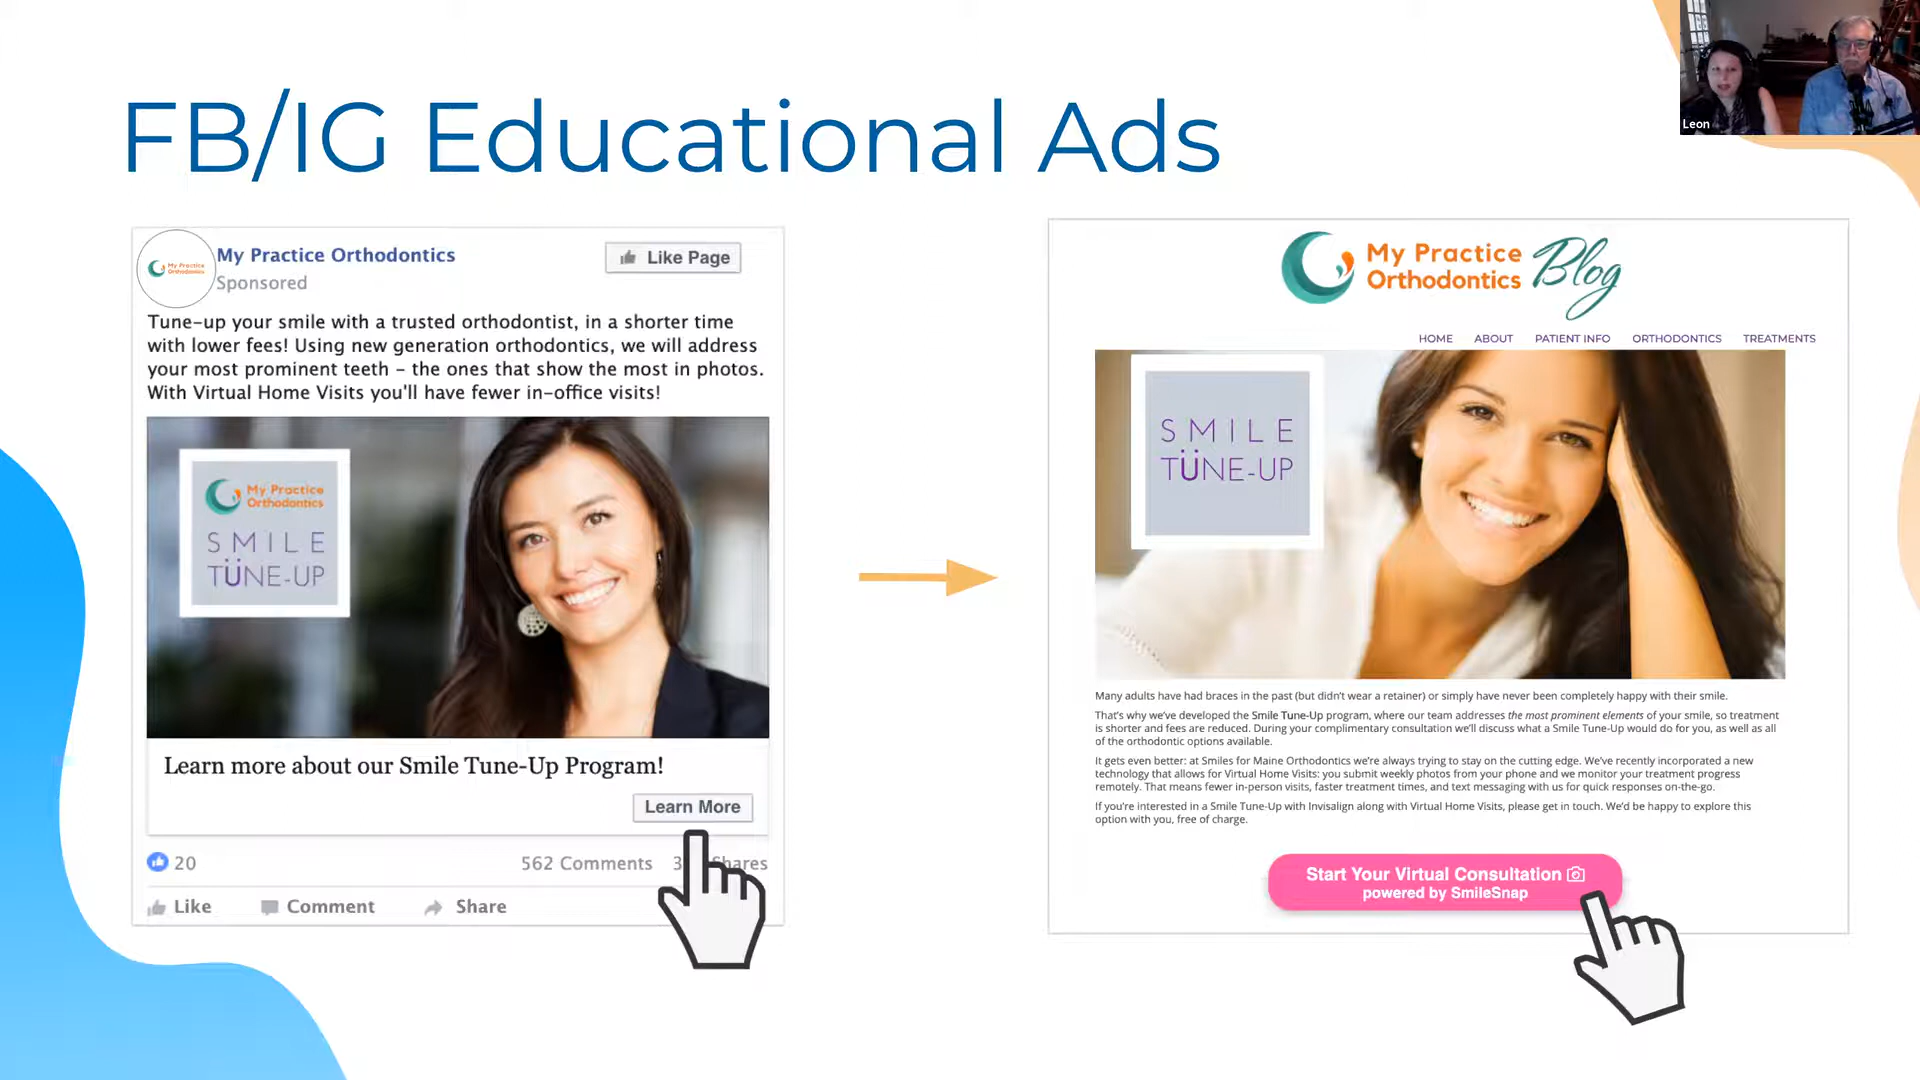 FB/IG Educational Ads
Leon
My Practice Orthodontics
Sponsored
Like Page
My Practice
Orthodontics
Tune-up your smile with a trusted orthodontist, in a shorter time
with lower fees! Using new generation orthodontics, we will address
your most prominent teeth – the ones that show the most in photos.
With Virtual Home Visits you'll have fewer in-office visits!
My Practice
Orthodontics
SMILE
TÜNE-UP
Learn more about our Smile Tune-Up Program!
Learn More
20
562 Comments
Shares
Like
Comment
Share
My Practice
Orthodontics
Blog
HOME ABOUT PATIENT INFO ORTHODONTICS TREATMENTS
SMILE
TÜNE-UP
Many adults have had braces in the past (but didn't wear a retainer) or simply have never been completely happy with their smile.
That's why we've developed the Smile Tune-Up program, where our team addresses the most prominent elements of your smile, so treatment
is shorter and fees are reduced. During your complimentary consultation we'll discuss what a Smile Tune-Up would do for you, as well as all
of the orthodontic options available.
It gets even better: at Smiles for Maine Orthodontics we're always trying to stay on the cutting edge. We've recently incorporated a new
technology that allows for Virtual Home Visits: you submit weekly photos from your phone and we monitor your treatment progress
remotely. That means fewer in-person visits, faster treatment times, and text messaging with us for quick responses on-the-go.
If you're interested in a Smile Tune-Up with Invisalign along with Virtual Home Visits, please get in touch. We'd be happy to explore this
option with you, free of charge.
Start Your Virtual Consultation
powered by SmileSnap